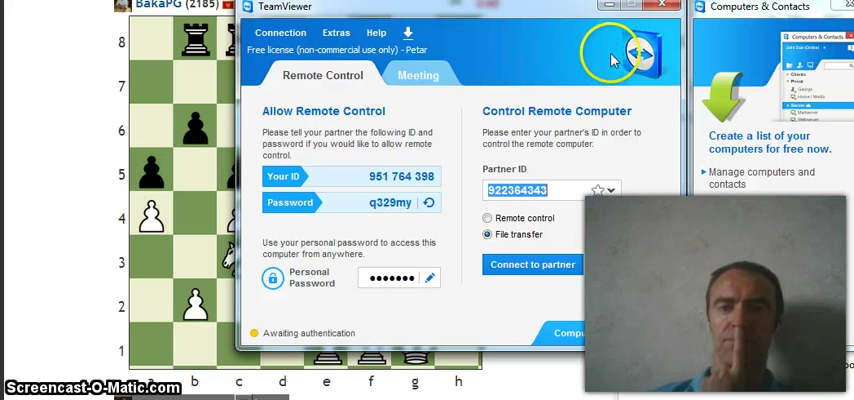 BakaPG (2185)
TeamViewer
Computers & Contacts
Connection Extras Help
Free license (non-commercial use only) - Petar
Remote Control Meeting
Allow Remote Control
Please tell your partner the following ID and
password if you would like to allow remote
control.
Your ID 951 764 398
Password q329my
Use your personal password to access this
computer from anywhere.
Personal
Password
Awaiting authentication
Control Remote Computer
Please enter your partner's ID in order to
control the remote computer.
Partner ID
922364343
Remote control
File transfer
Connect to partner
Compu
Computers & Contacts
Create a list of your
computers for free now.
Manage computers and
contacts
8
7
6
5
4
3
2
1
b c d e f g h
Screencast-O-Matic.com